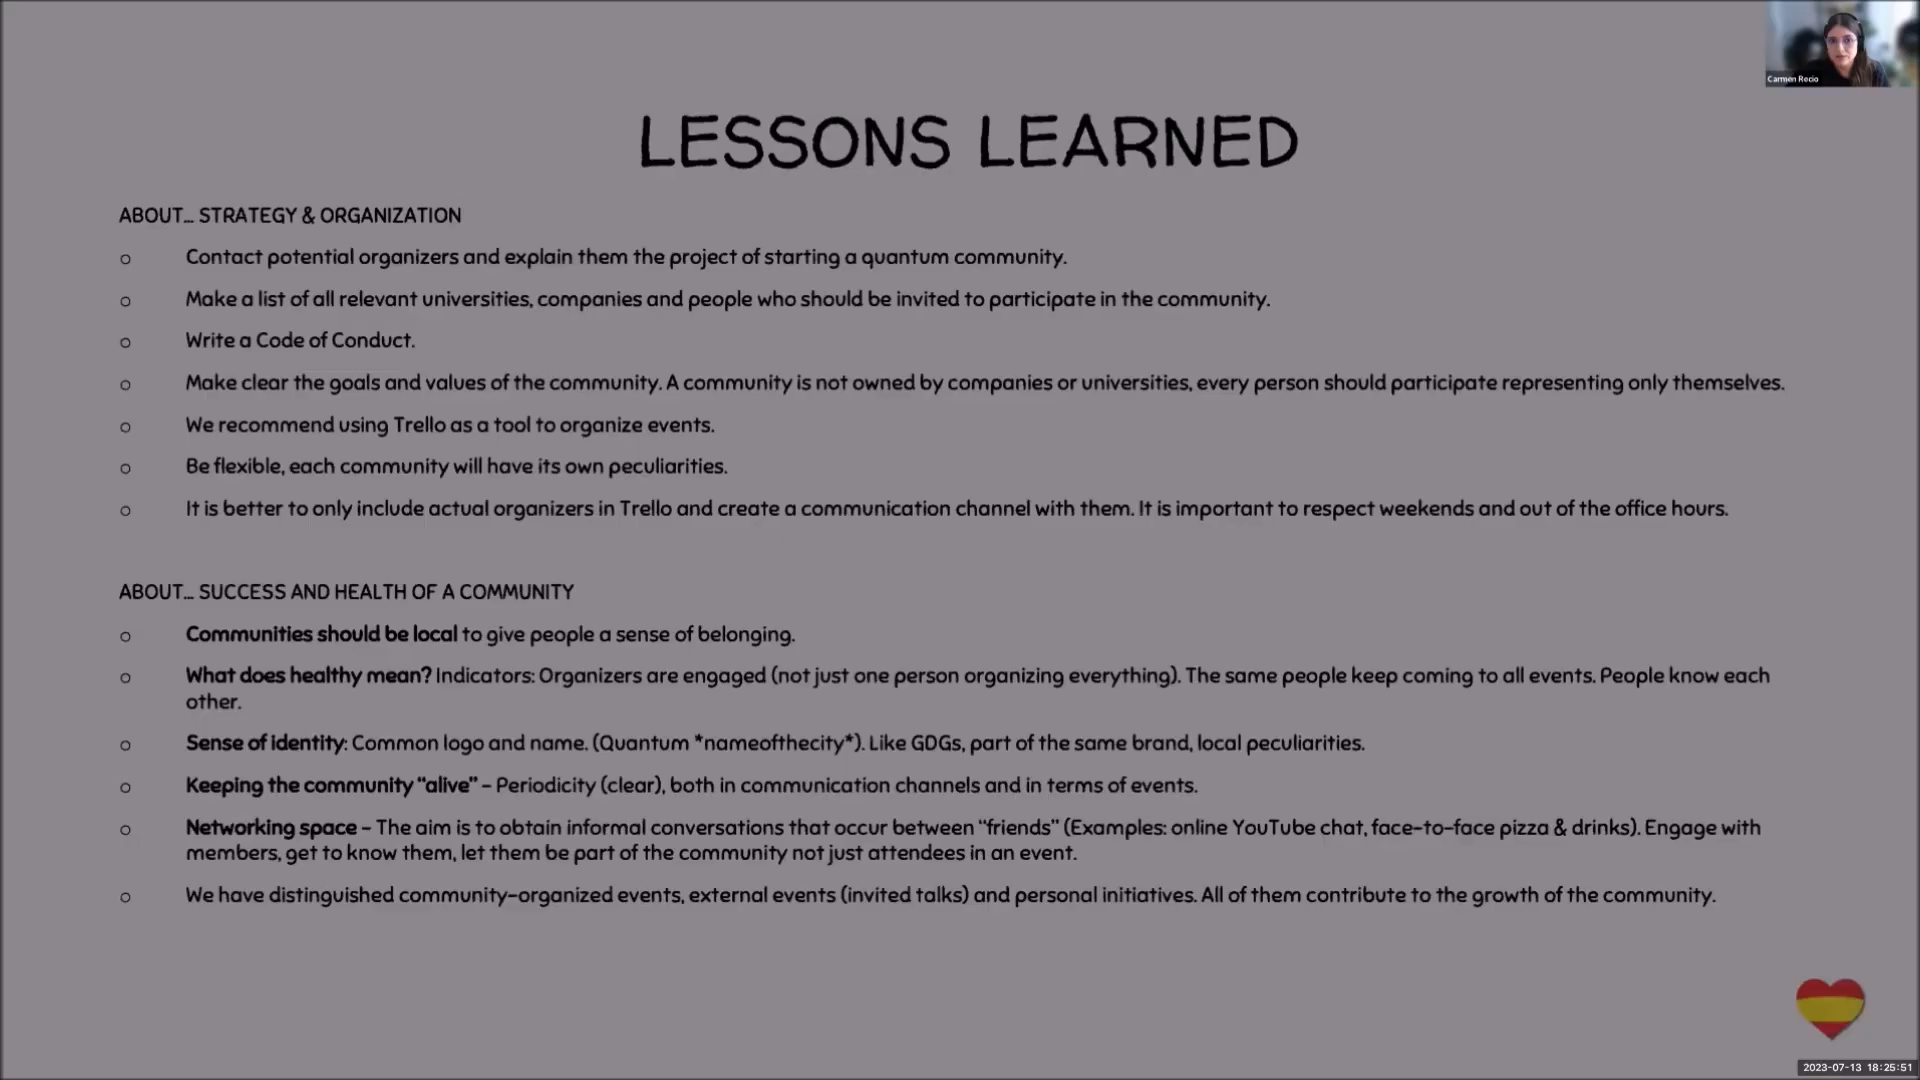 Carmen Recio
LESSONS LEARNED
ABOUT... STRATEGY & ORGANIZATION
o Contact potential organizers and explain them the project of starting a quantum community.
o Make a list of all relevant universities, companies and people who should be invited to participate in the community.
o Write a Code of Conduct.
o Make clear the goals and values of the community. A community is not owned by companies or universities, every person should participate representing only themselves.
o We recommend using Trello as a tool to organize events.
o Be flexible, each community will have its own peculiarities.
o It is better to only include actual organizers in Trello and create a communication channel with them. It is important to respect weekends and out of the office hours.
ABOUT... SUCCESS AND HEALTH OF A COMMUNITY
o Communities should be local to give people a sense of belonging.
o What does healthy mean? Indicators: Organizers are engaged (not just one person organizing everything). The same people keep coming to all events. People know each
other.
o Sense of identity: Common logo and name. (Quantum *nameofthecity*). Like GDGs, part of the same brand, local peculiarities.
o Keeping the community “alive” – Periodicity (clear), both in communication channels and in terms of events.
o Networking space – The aim is to obtain informal conversations that occur between “friends” (Examples: online YouTube chat, face-to-face pizza & drinks). Engage with
members, get to know them, let them be part of the community not just attendees in an event.
o We have distinguished community-organized events, external events (invited talks) and personal initiatives. All of them contribute to the growth of the community.
2023-07-13 18:25:51